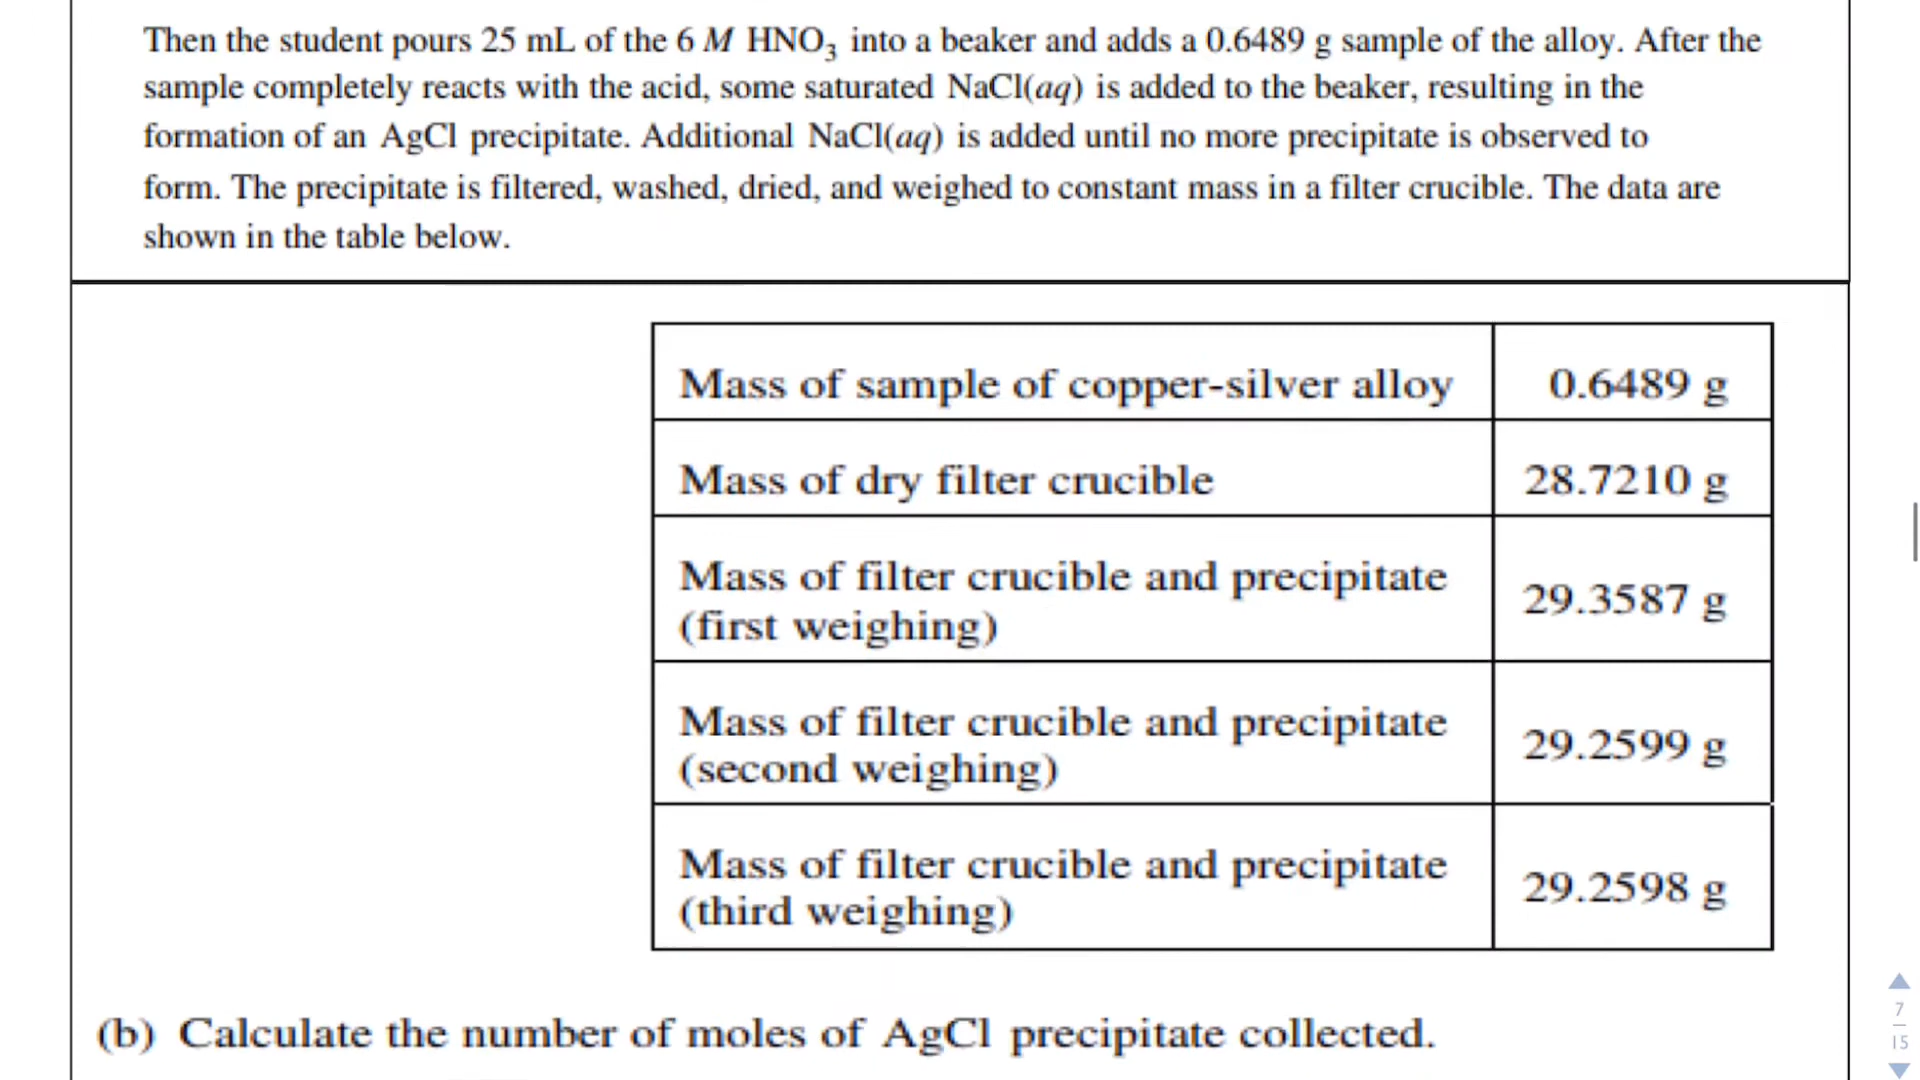 Then the student pours 25 mL of the 6 M HNO₃ into a beaker and adds a 0.6489 g sample of the alloy. After the
sample completely reacts with the acid, some saturated NaCl(aq) is added to the beaker, resulting in the
formation of an AgCl precipitate. Additional NaCl(aq) is added until no more precipitate is observed to
form. The precipitate is filtered, washed, dried, and weighed to constant mass in a filter crucible. The data are
shown in the table below.
Mass of sample of copper-silver alloy 0.6489 g
Mass of dry filter crucible 28.7210 g
Mass of filter crucible and precipitate
(first weighing) 29.3587 g
Mass of filter crucible and precipitate
(second weighing) 29.2599 g
Mass of filter crucible and precipitate
(third weighing) 29.2598 g
(b) Calculate the number of moles of AgCl precipitate collected.
7
15